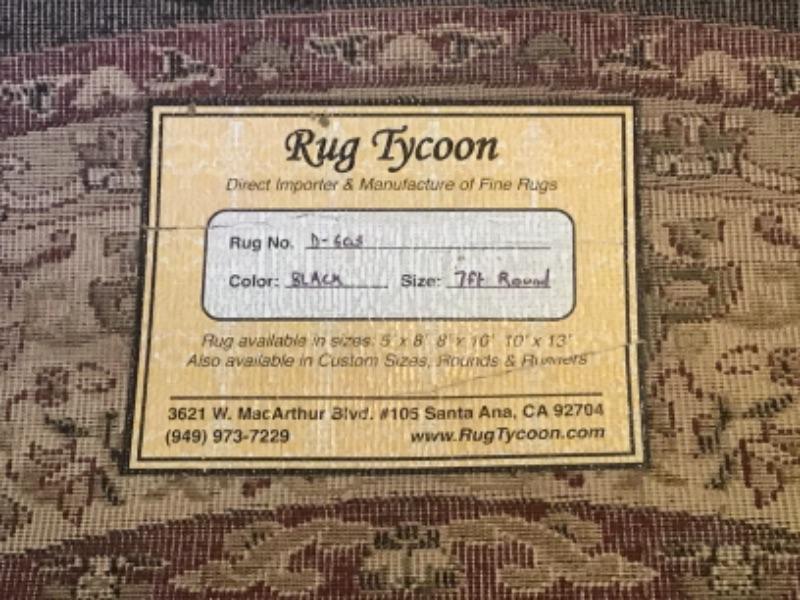 Rug Tycoon
Direct Importer & Manufacture of Fine Rugs
Rug No.
Color: BLACK Size: 7ft Round
Rug available in sizes: 5' x 8' 8' x 10' 10' x 13'
Also available in Custom Sizes, Rounds & Runners
3621 W. MacArthur Blvd. #105 Santa Ana, CA 92704
(949) 973-7229 www.RugTycoon.com